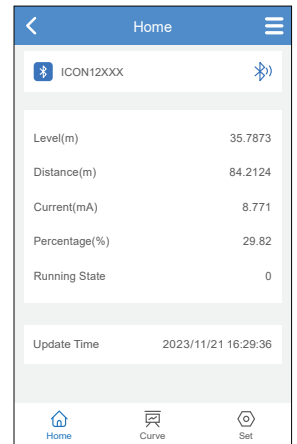 Home
ICON12XXX
Level(m) 35.7873
Distance(m) 84.2124
Current(mA) 8.771
Percentage(%) 29.82
Running State 0
Update Time 2023/11/21 16:29:36
Home Curve Set